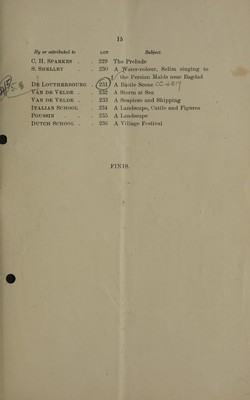 15
By or attributed to LOT Subject
C. H. SPARKES . . 229 The Prelude
S. SHELLEY . . 230 A Water-colour, Selim singing to
the Persian Maids near Bagdad
DE LOUTHERBOURG . 231 A Battle Scene
VAN DE VELDE . . 232 A Storm at Sea
VAN DE VELDE . . 233 A Seapiece and Shipping
ITALIAN SCHOOL . 234 A Landscape, Cattle and Figures
POUSSIN . . 235 A Landscape
DUTCH SCHOOL . . 236 A Village Festival
FINIS.